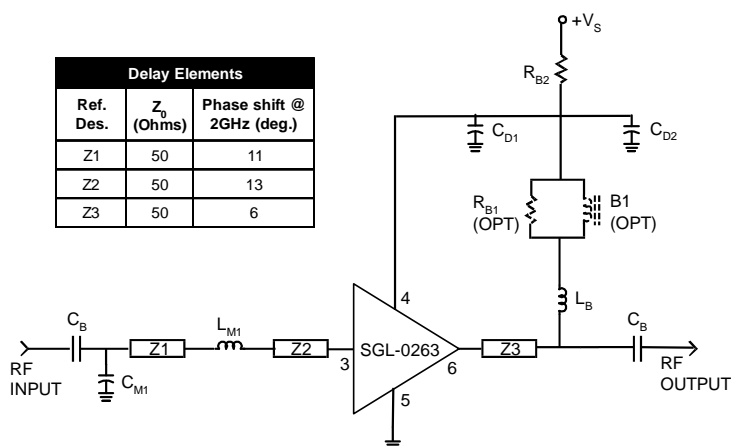 Delay Elements
Ref. Des. Z0 (Ohms) Phase shift @ 2GHz (deg.)
Z1 50 11
Z2 50 13
Z3 50 6
+VS
RB2
CD1
CD2
RB1 (OPT)
B1 (OPT)
LB
CB
RF INPUT
CM1
Z1
LM1
Z2
3
4
SGL-0263
5
6
Z3
CB
RF OUTPUT